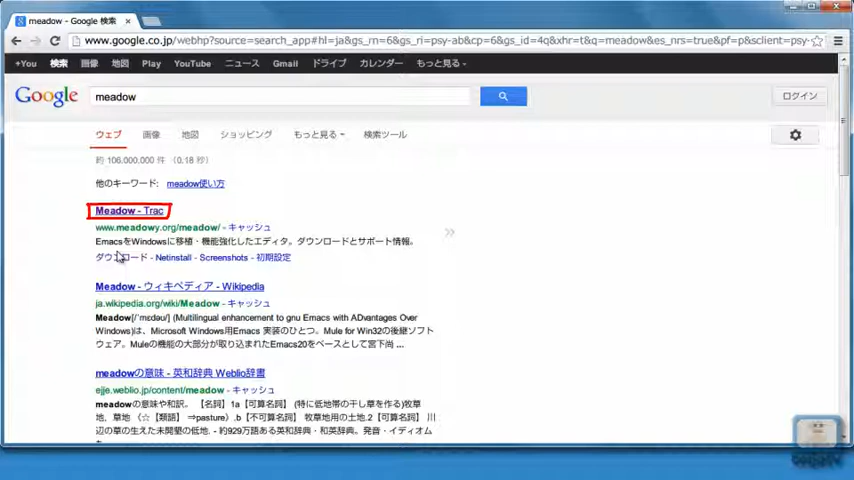 meadow - Google 検索
www.google.co.jp/webhp?source=search_app#hl=ja&gs_rn=6&gs_ri=psy-ab&cp=6&gs_id=4q&xhr=t&q=meadow&es_nrs=true&pf=p&sclient=psy-
+You 検索 画像 地図 Play YouTube ニュース Gmail ドライブ カレンダー もっと見る
Google meadow ログイン
ウェブ 画像 地図 ショッピング もっと見る 検索ツール
約 106,000,000 件 (0.18 秒)
他のキーワード: meadow使い方
Meadow - Trac
www.meadowy.org/meadow/ - キャッシュ
EmacsをWindowsに移植・機能強化したエディタ。ダウンロードとサポート情報。
ダウンロード - Netinstall - Screenshots - 初期設定
Meadow - ウィキペディア - Wikipedia
ja.wikipedia.org/wiki/Meadow - キャッシュ
Meadow[/ˈmɛdəʊ/] (Multilingual enhancement to gnu Emacs with ADvantages Over
Windows)は、Microsoft Windows用Emacs 実装のひとつ。Mule for Win32の後継ソフト
ウェア。Muleの機能の大部分が取り込まれたEmacs20をベースとして宮下尚 ...
meadowの意味 - 英和辞典 Weblio辞書
ejje.weblio.jp/content/meadow - キャッシュ
meadowの意味や和訳。 【名詞】1a【可算名詞】 (特に低地帯の干し草を作る)牧草
地，草地 《☆【類語】 ⇒pasture》.b【不可算名詞】 牧草地用の土地.2【可算名詞】 川
辺の草の生えた未開墾の低地. - 約929万語ある英和辞典・和英辞典。発音・イディオム